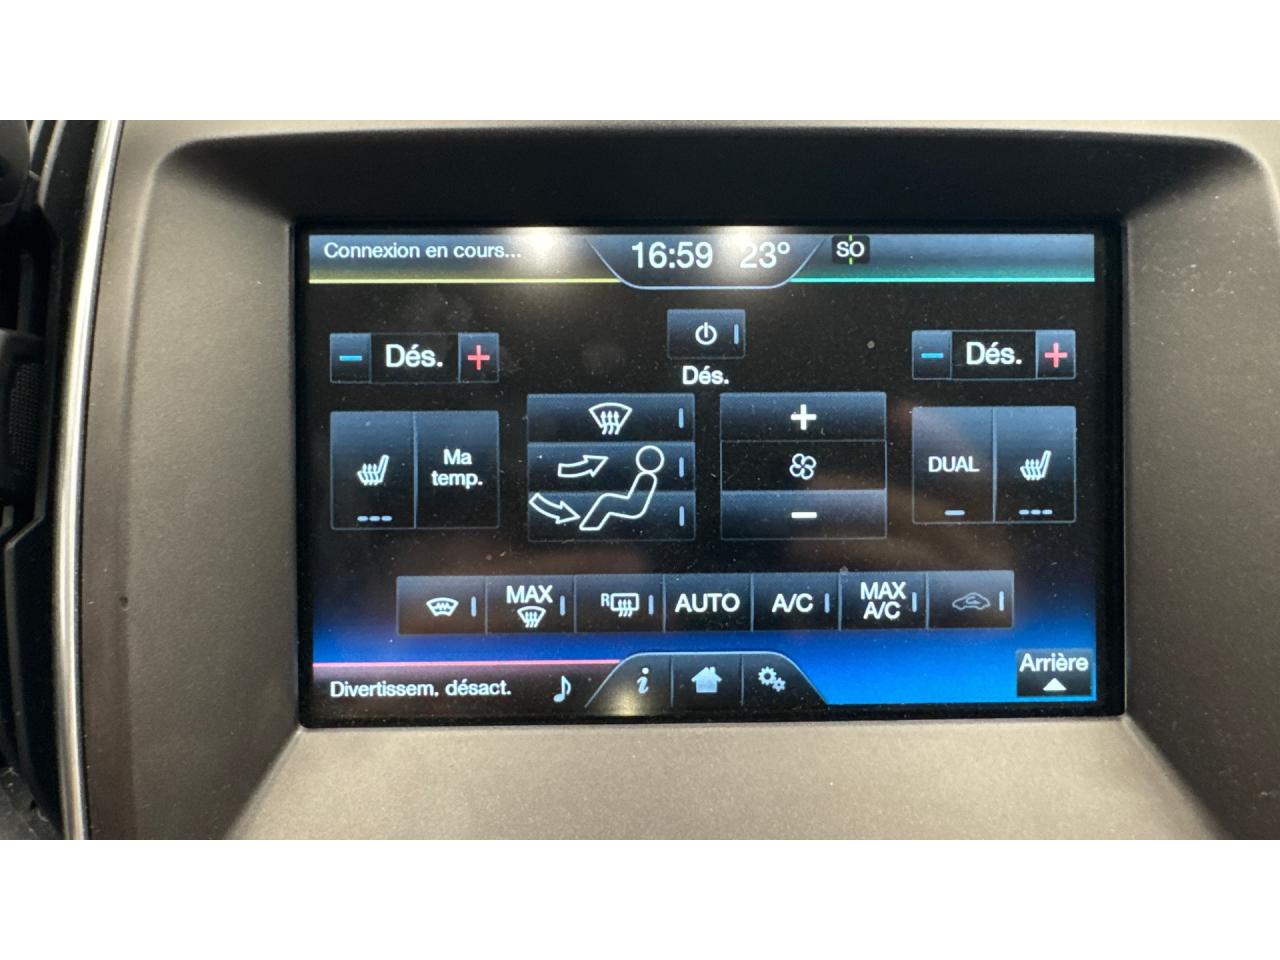 Connexion en cours...
16:59
23°
SO
Dés.
Dés.
Dés.
Ma
temp.
DUAL
MAX
R
AUTO
A/C
MAX
A/C
Divertissem. désact.
i
Arrière